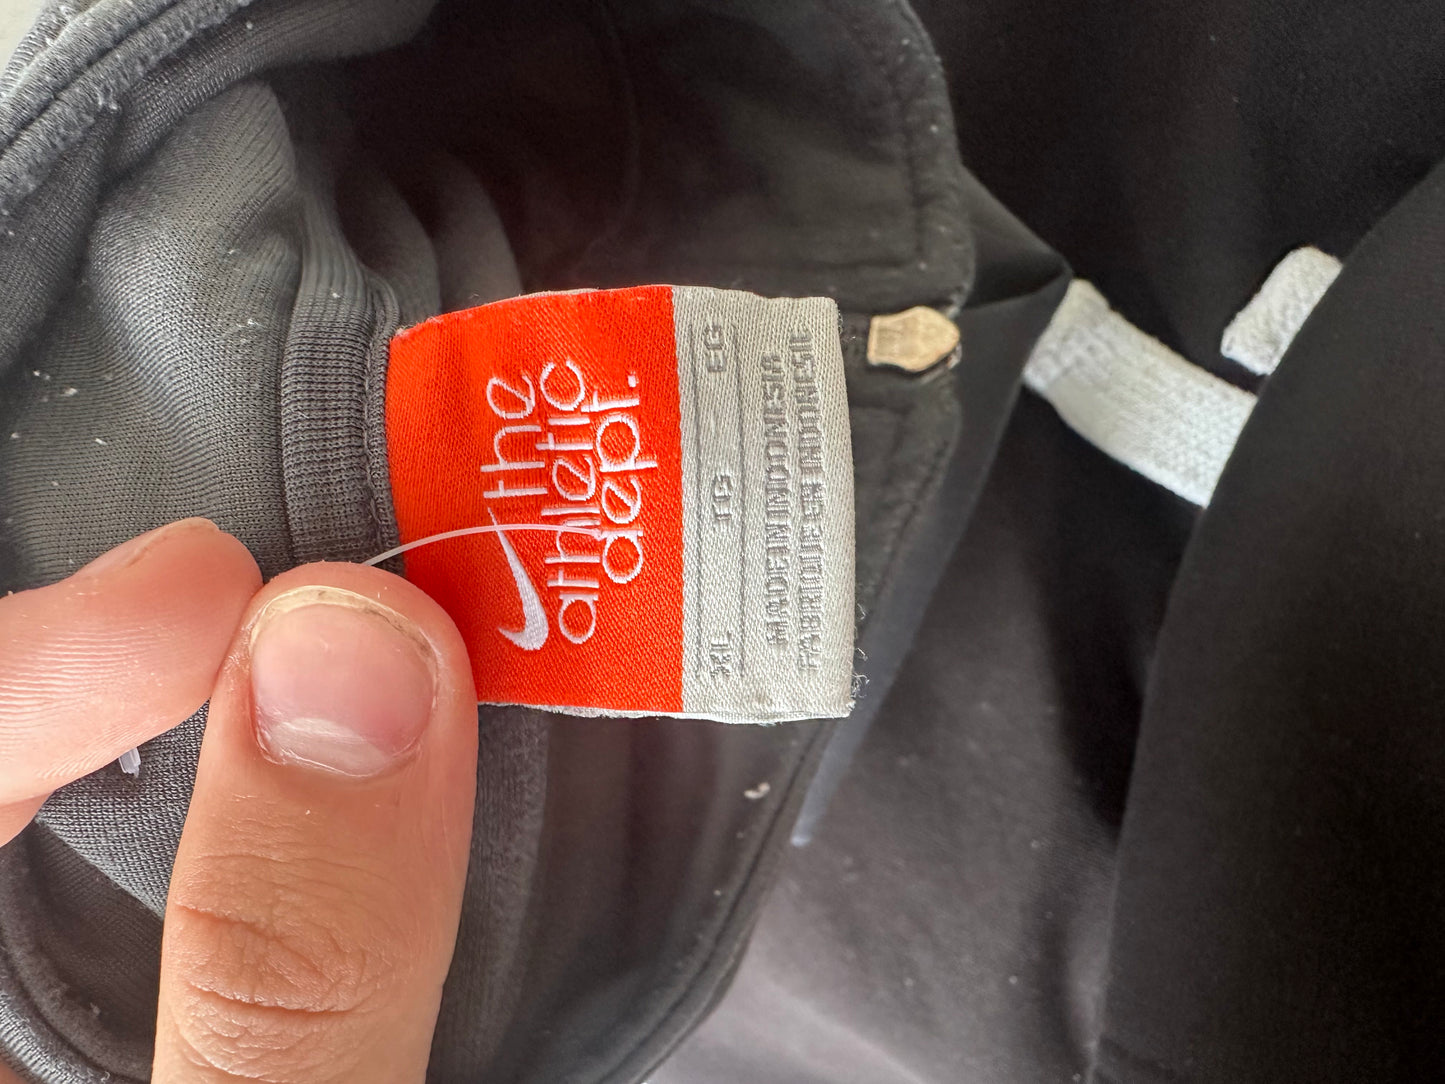 the
athletic
dept.
XL TG EG
MADE IN INDONESIA
FABRIQUE EN INDONESIE